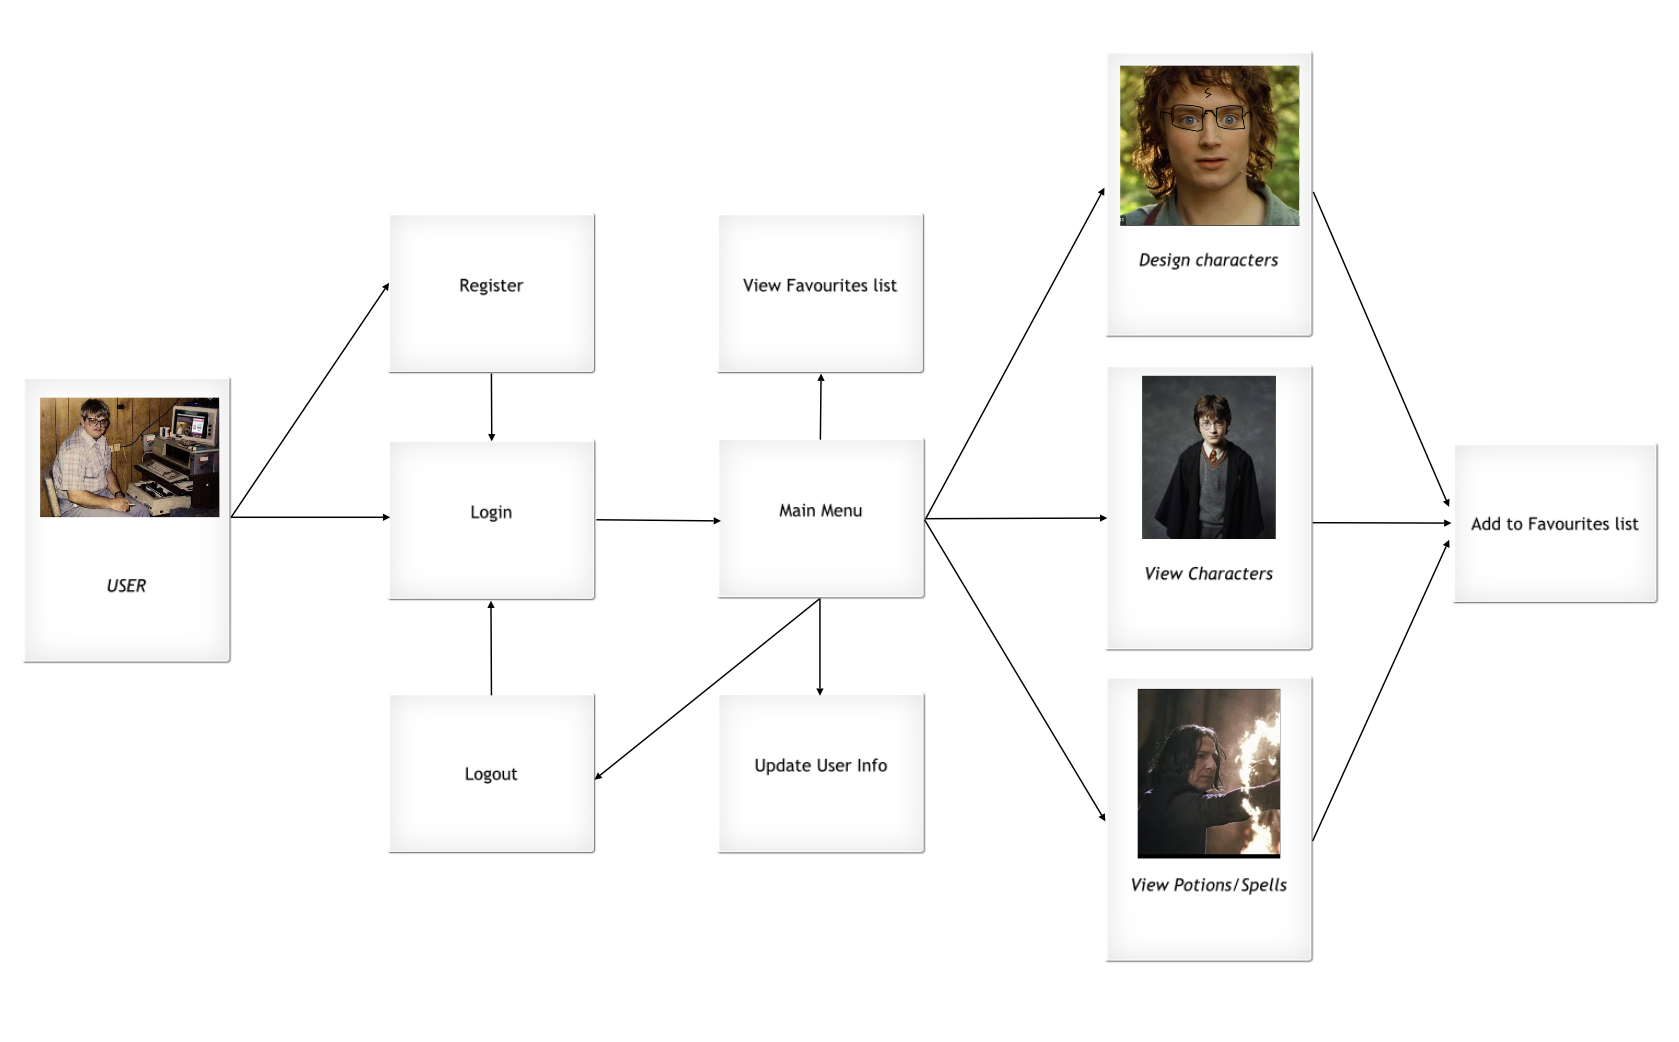 Design characters
Register
View Favourites list
USER
Login
Main Menu
View Characters
Add to Favourites list
Logout
Update User Info
View Potions/Spells